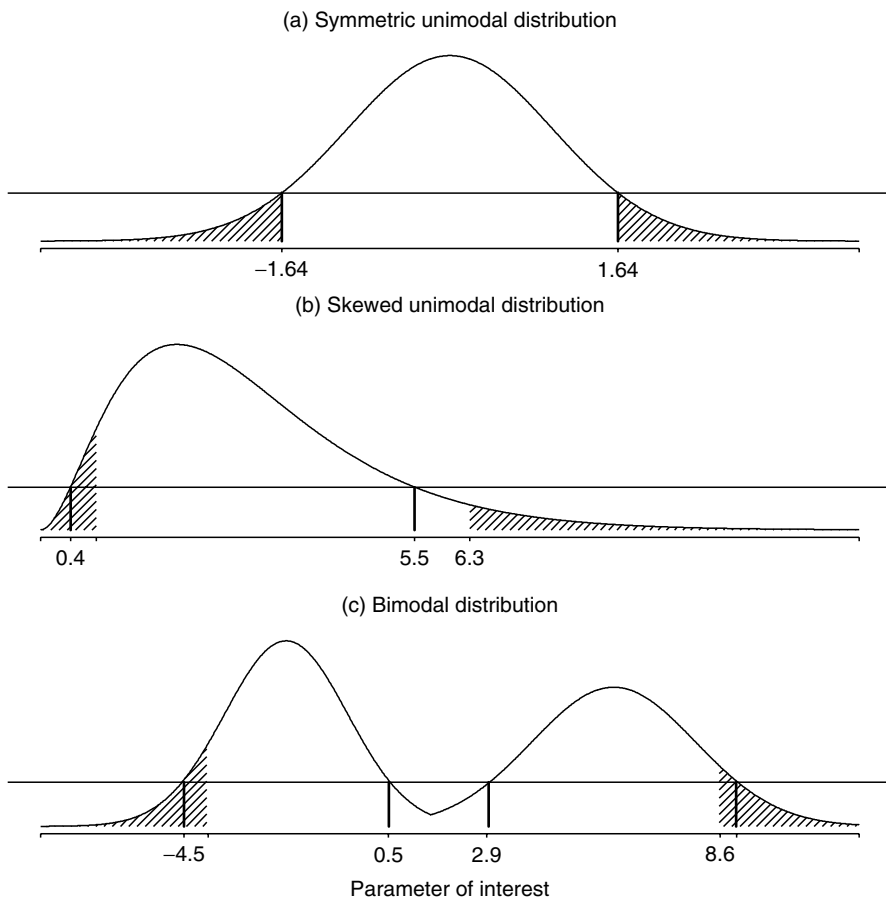 (a) Symmetric unimodal distribution
−1.64 1.64
(b) Skewed unimodal distribution
0.4 5.5 6.3
(c) Bimodal distribution
−4.5 0.5 2.9 8.6
Parameter of interest